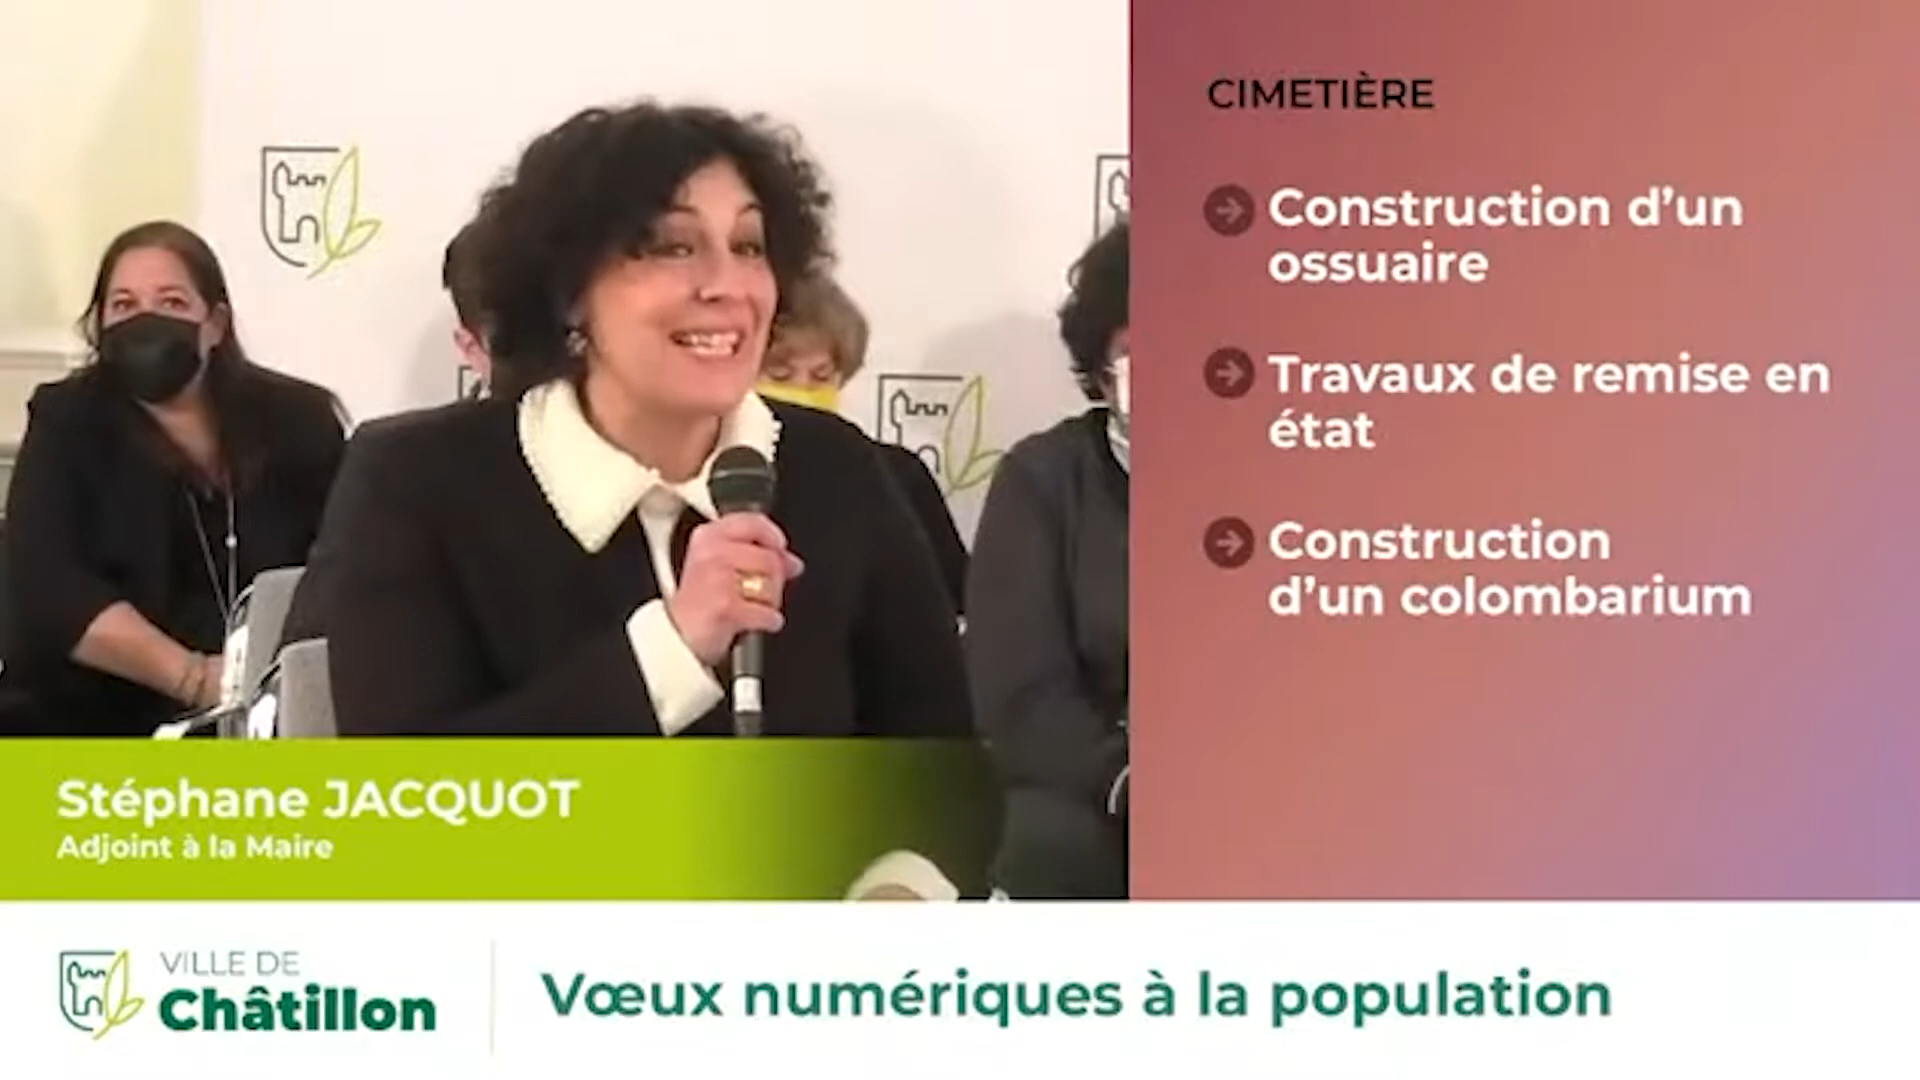 CIMETIÈRE
Construction d’un
ossuaire
Travaux de remise en
état
Construction
d’un colombarium
Stéphane JACQUOT
Adjoint à la Maire
VILLE DE
Châtillon
Vœux numériques à la population